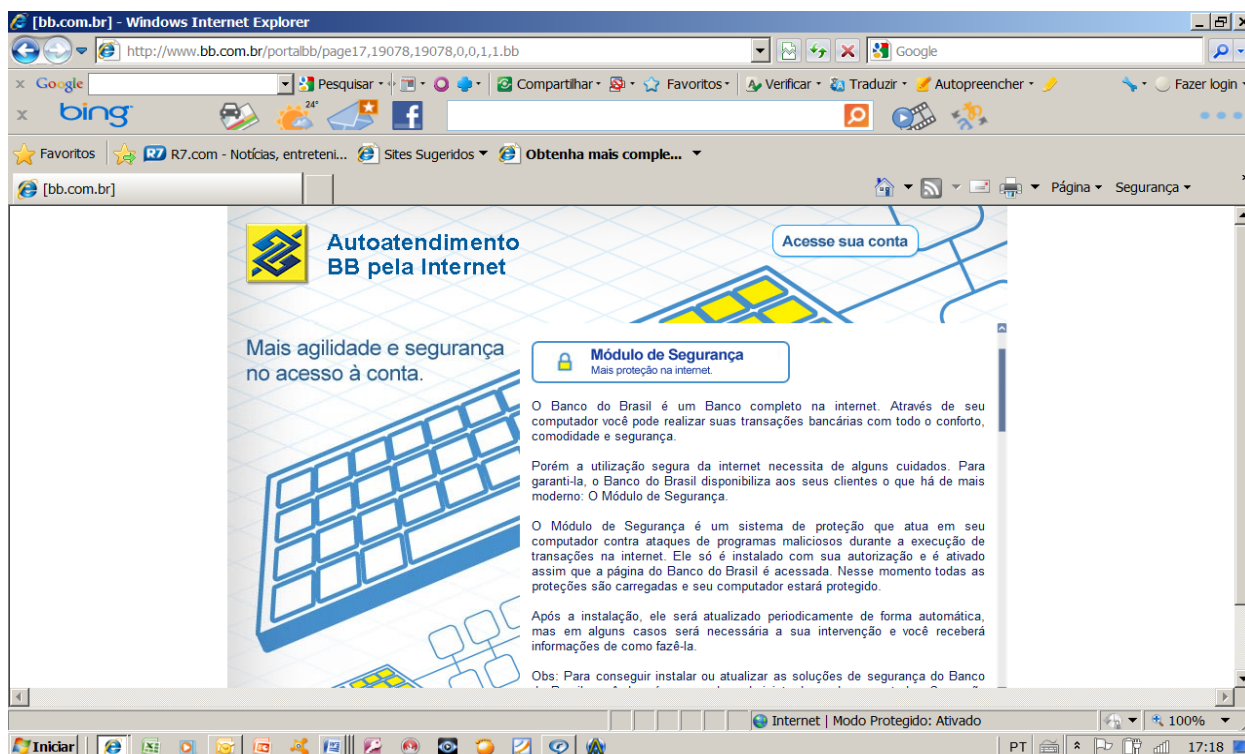 [bb.com.br] - Windows Internet Explorer
http://www.bb.com.br/portalbb/page17,19078,19078,0,0,1,1.bb
Google
x Google
Pesquisar
Compartilhar
Favoritos
Verificar
Traduzir
Autopreencher
Fazer login
x bing
24°
f
Favoritos
R7 R7.com - Notícias, entreteni...
Sites Sugeridos
Obtenha mais comple...
[bb.com.br]
Página
Segurança
Autoatendimento
BB pela Internet
Acesse sua conta
Mais agilidade e segurança
no acesso à conta.
Módulo de Segurança
Mais proteção na internet.
O Banco do Brasil é um Banco completo na internet. Através de seu
computador você pode realizar suas transações bancárias com todo o conforto,
comodidade e segurança.
Porém a utilização segura da internet necessita de alguns cuidados. Para
garanti-la, o Banco do Brasil disponibiliza aos seus clientes o que há de mais
moderno: O Módulo de Segurança.
O Módulo de Segurança é um sistema de proteção que atua em seu
computador contra ataques de programas maliciosos durante a execução de
transações na internet. Ele só é instalado com sua autorização e é ativado
assim que a página do Banco do Brasil é acessada. Nesse momento todas as
proteções são carregadas e seu computador estará protegido.
Após a instalação, ele será atualizado periodicamente de forma automática,
mas em alguns casos será necessária a sua intervenção e você receberá
informações de como fazê-la.
Obs: Para conseguir instalar ou atualizar as soluções de segurança do Banco
Internet | Modo Protegido: Ativado
100%
Iniciar
PT
17:18